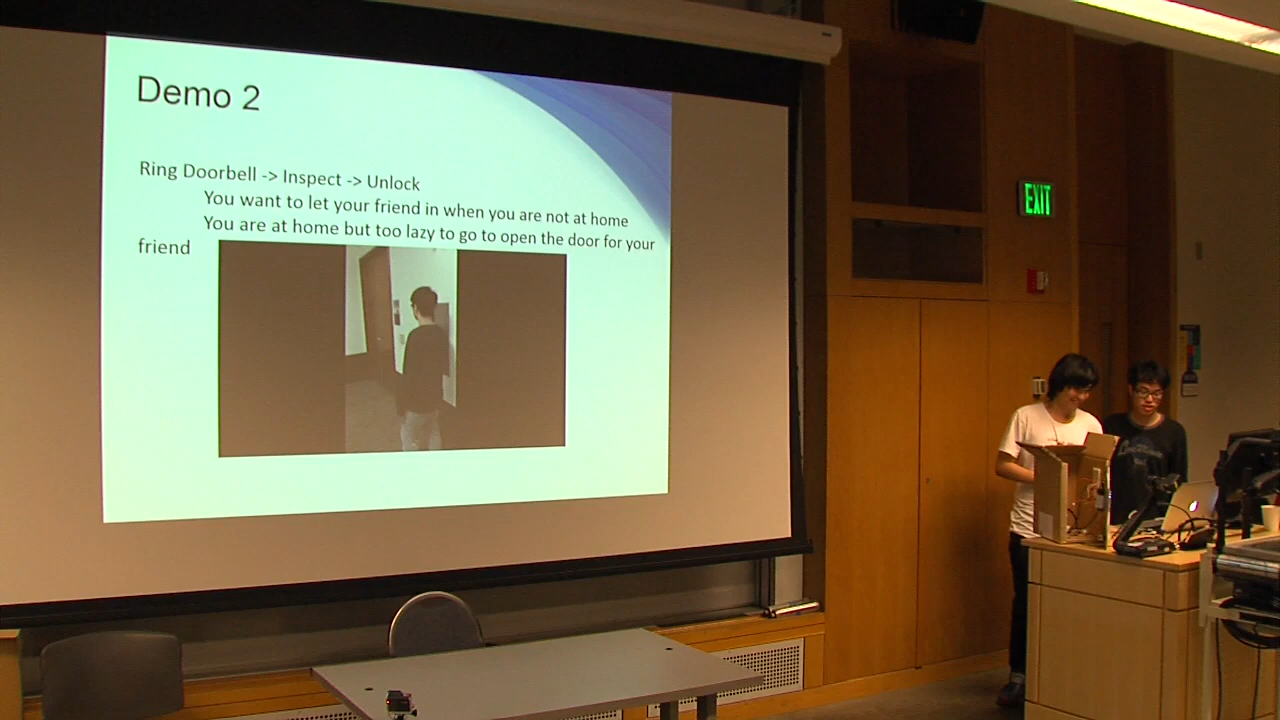 Demo 2
Ring Doorbell -> Inspect -> Unlock
You want to let your friend in when you are not at home
You are at home but too lazy to go to open the door for your
friend
EXIT